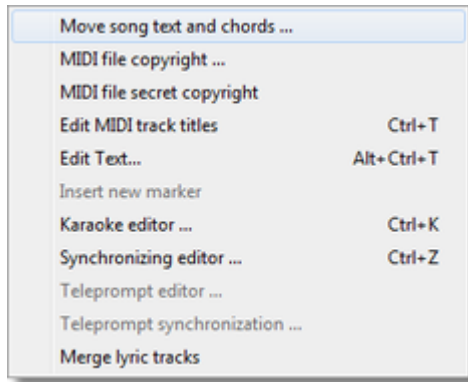 Move song text and chords ...
MIDI file copyright ...
MIDI file secret copyright
Edit MIDI track titles Ctrl+T
Edit Text... Alt+Ctrl+T
Insert new marker
Karaoke editor ... Ctrl+K
Synchronizing editor ... Ctrl+Z
Teleprompt editor ...
Teleprompt synchronization ...
Merge lyric tracks